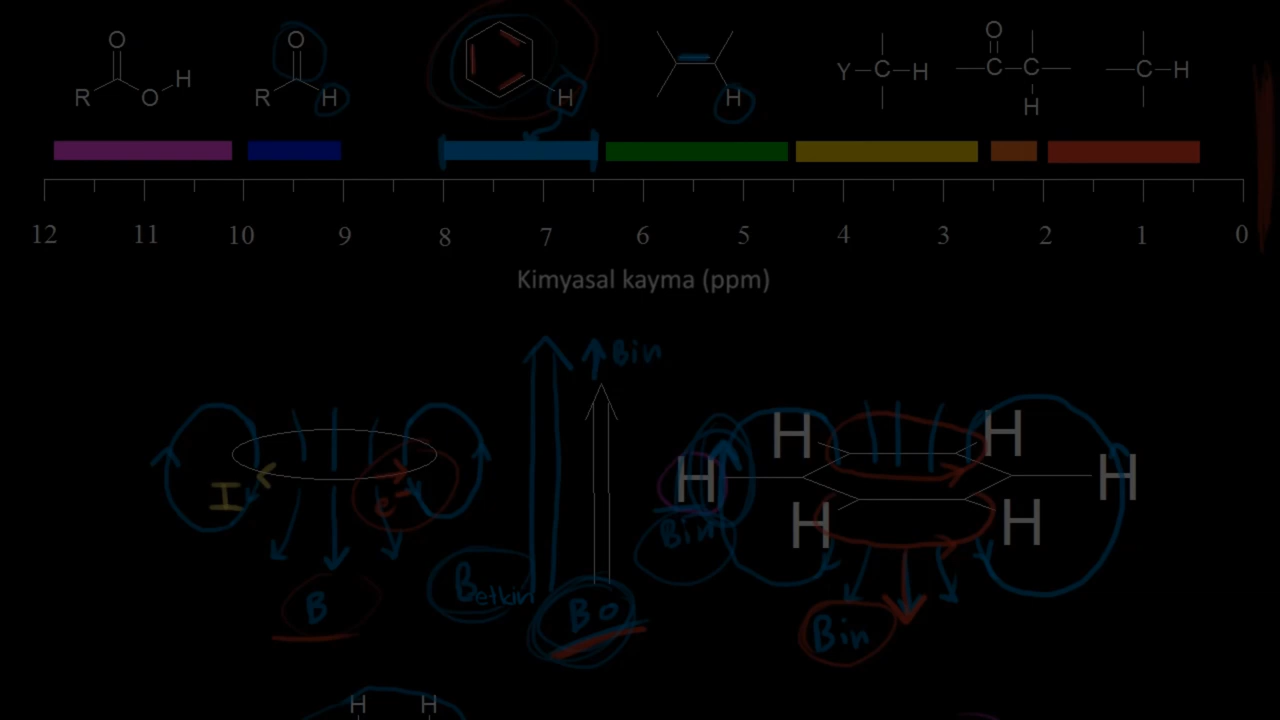 O O H H O
R O H R H Y C H C C C H
H
12 11 10 9 8 7 6 5 4 3 2 1 0
Kimyasal kayma (ppm)
Bin
H H
H H
I e- H H
Bin
B Betkin Bo Bin
H H